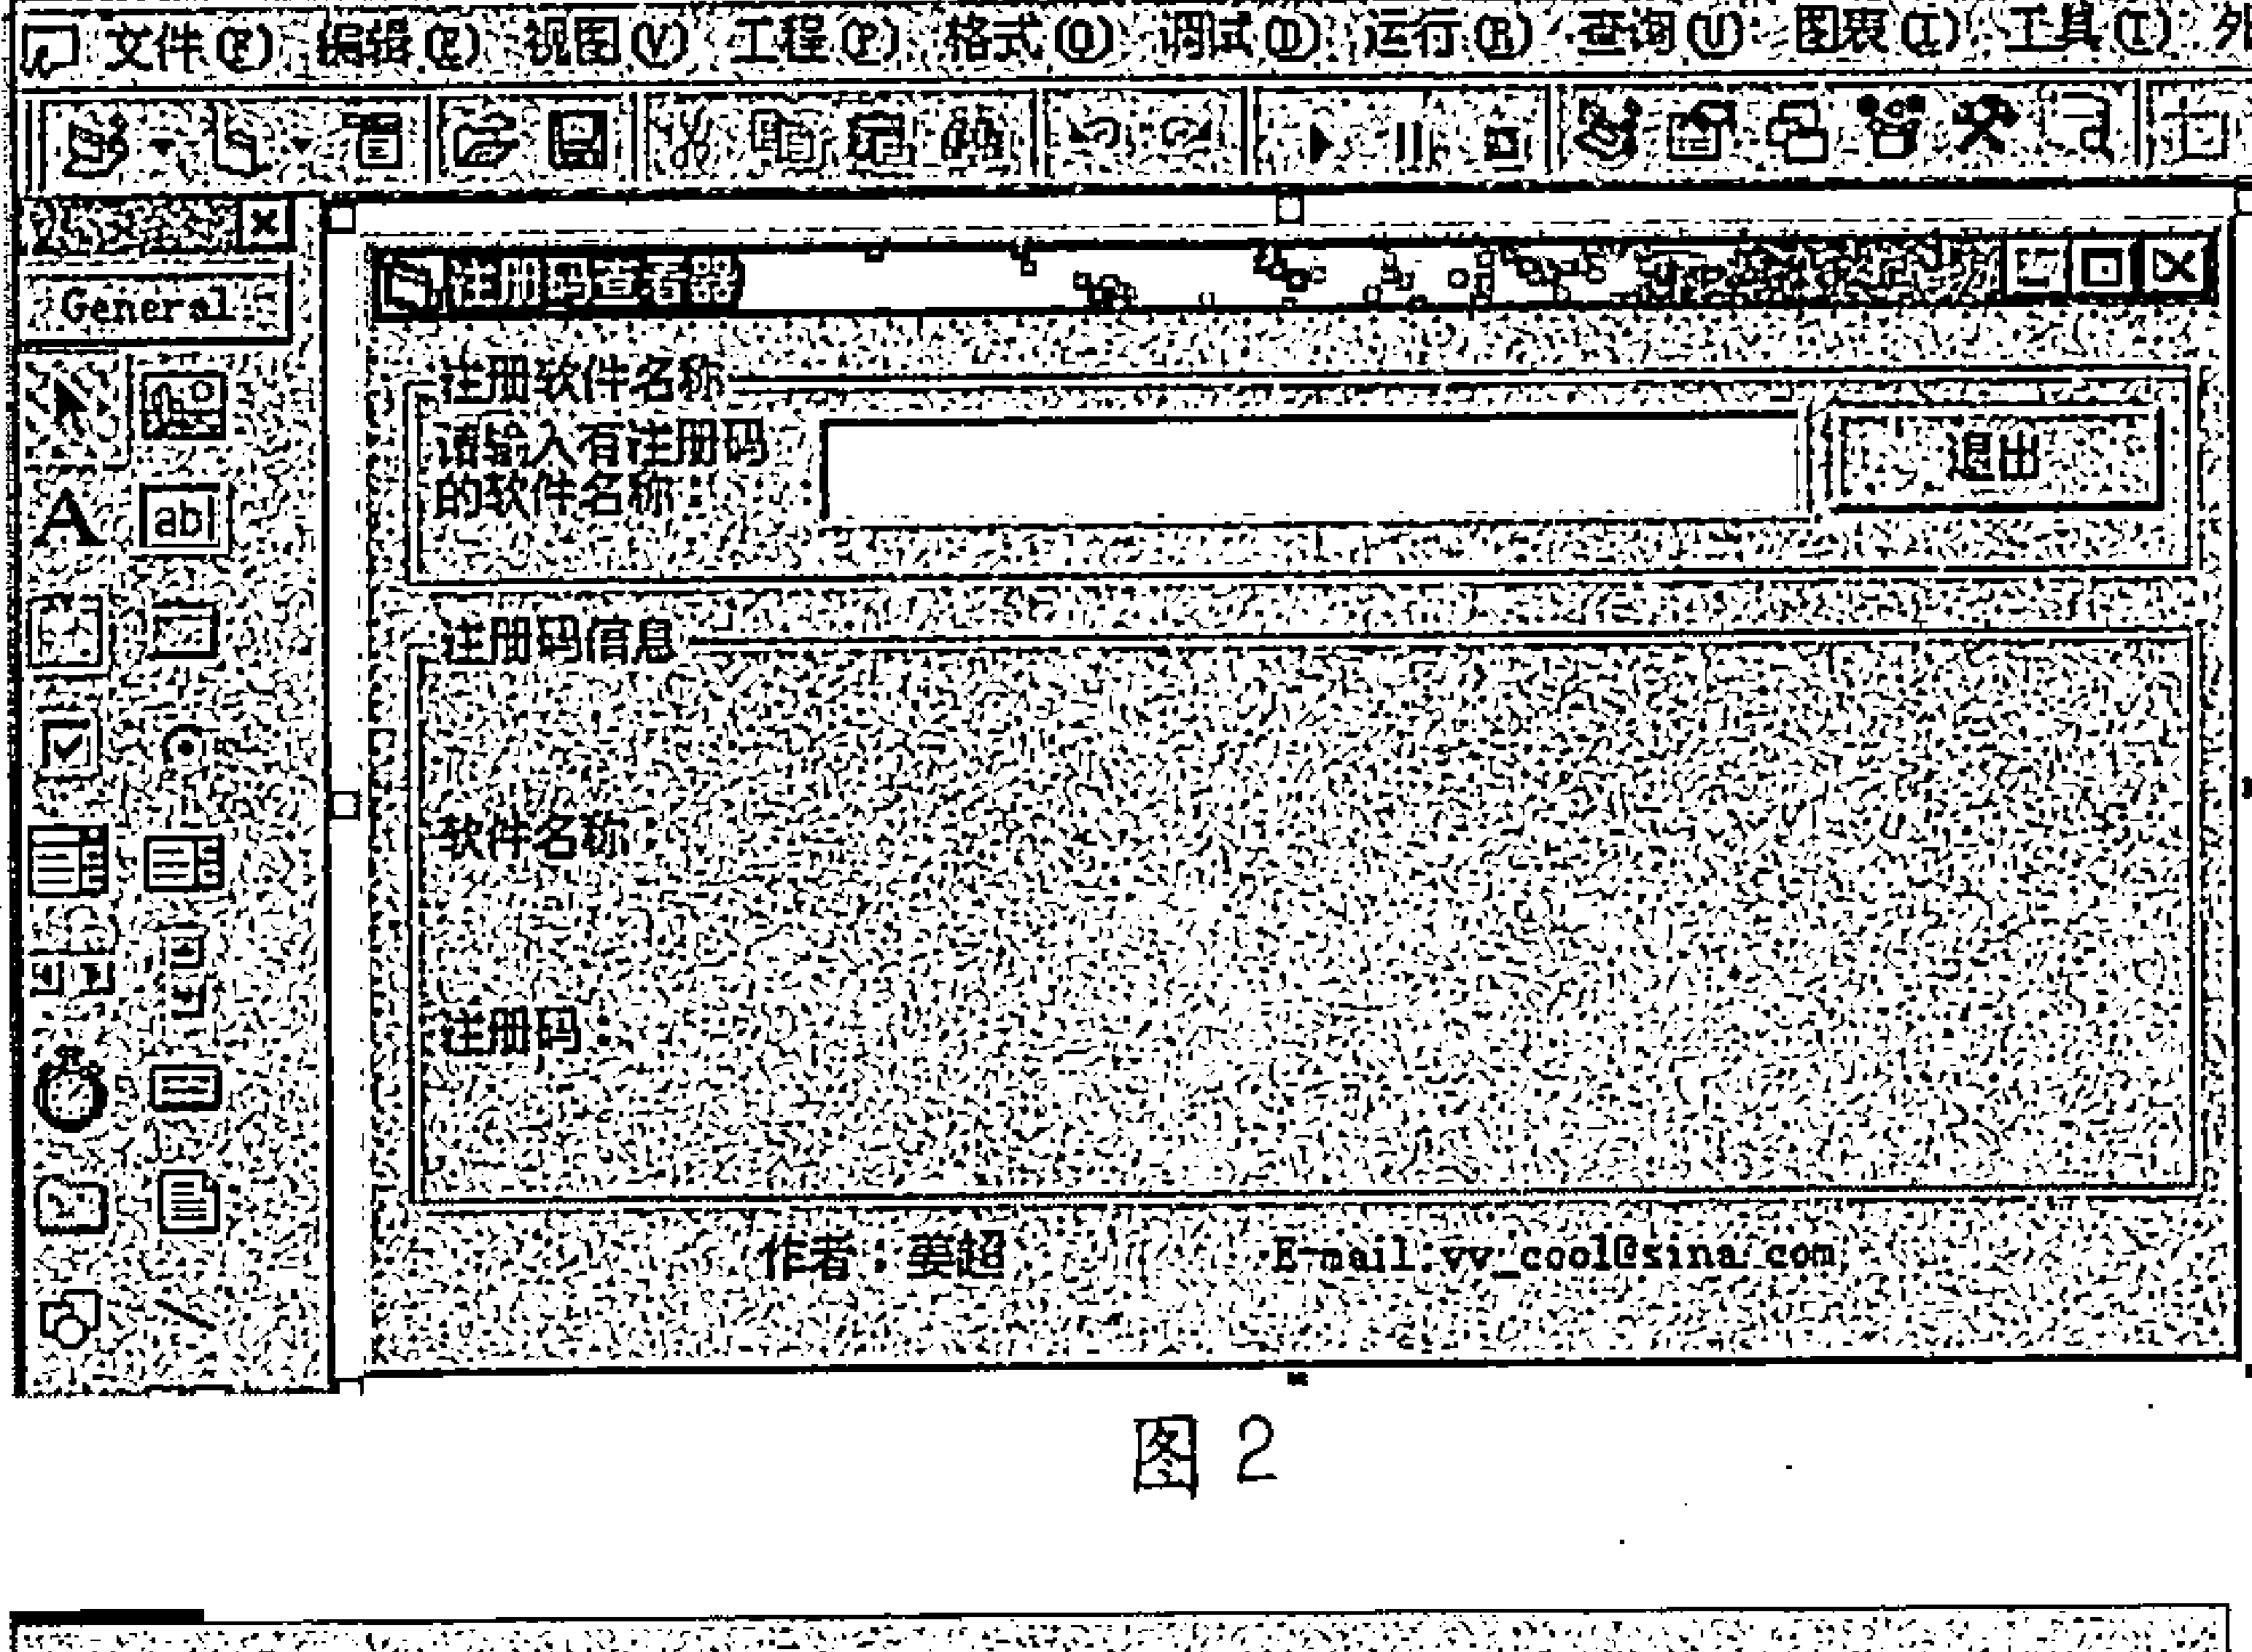 文件(F) 编辑(E) 视图(V) 工程(P) 格式(O) 调试(D) 运行(R) 查询(U) 图表(I) 工具(T) 外
General
注册码查看器
注册软件名称
请输入有注册码
的软件名称：
退出
A
ab
注册码信息
软件名称：
注册码：
作者：姜超 E-mail:vv_cool@sina.com
图 2